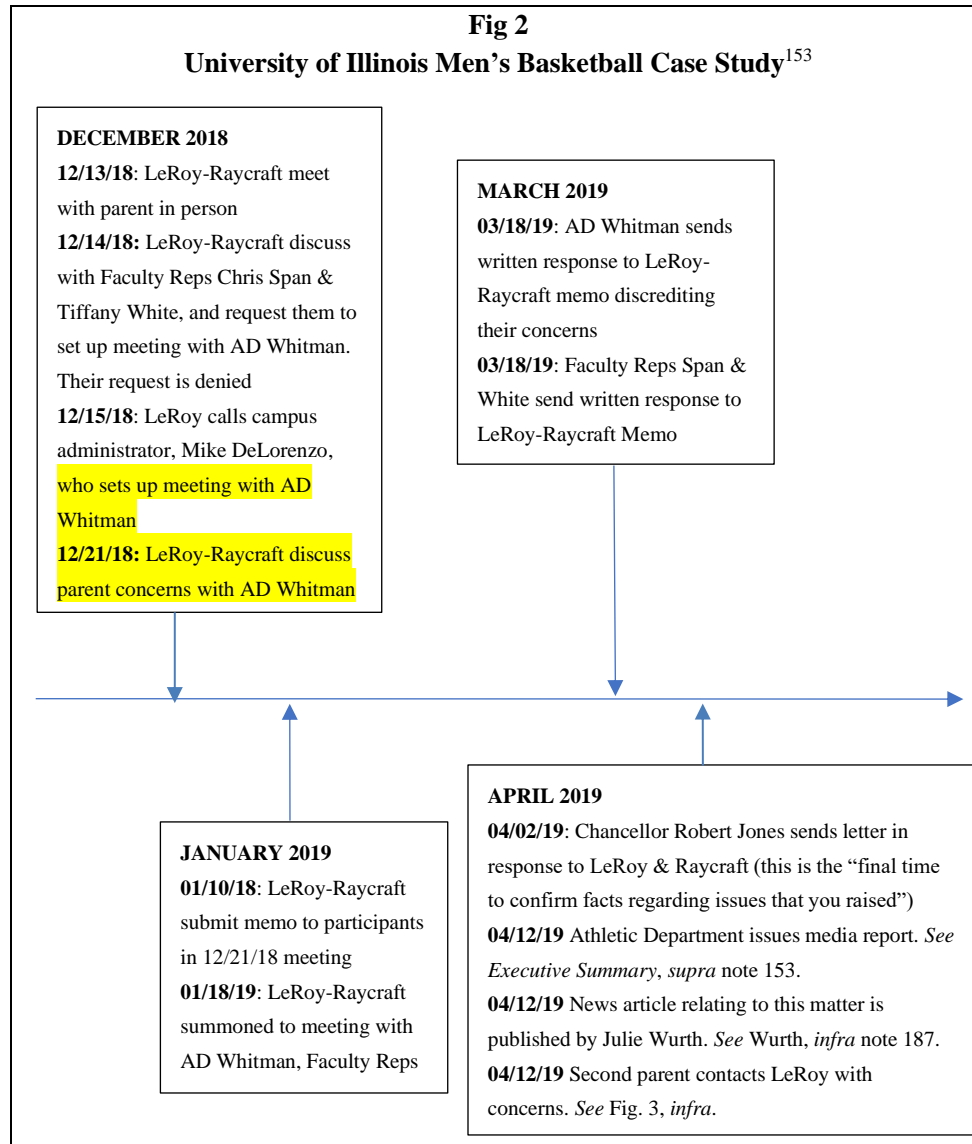 Fig 2
University of Illinois Men’s Basketball Case Study153
DECEMBER 2018
12/13/18: LeRoy-Raycraft meet
with parent in person
12/14/18: LeRoy-Raycraft discuss
with Faculty Reps Chris Span &
Tiffany White, and request them to
set up meeting with AD Whitman.
Their request is denied
12/15/18: LeRoy calls campus
administrator, Mike DeLorenzo,
who sets up meeting with AD
Whitman
12/21/18: LeRoy-Raycraft discuss
parent concerns with AD Whitman
MARCH 2019
03/18/19: AD Whitman sends
written response to LeRoy-
Raycraft memo discrediting
their concerns
03/18/19: Faculty Reps Span &
White send written response to
LeRoy-Raycraft Memo
JANUARY 2019
01/10/18: LeRoy-Raycraft
submit memo to participants
in 12/21/18 meeting
01/18/19: LeRoy-Raycraft
summoned to meeting with
AD Whitman, Faculty Reps
APRIL 2019
04/02/19: Chancellor Robert Jones sends letter in
response to LeRoy & Raycraft (this is the “final time
to confirm facts regarding issues that you raised”)
04/12/19 Athletic Department issues media report. See
Executive Summary, supra note 153.
04/12/19 News article relating to this matter is
published by Julie Wurth. See Wurth, infra note 187.
04/12/19 Second parent contacts LeRoy with
concerns. See Fig. 3, infra.